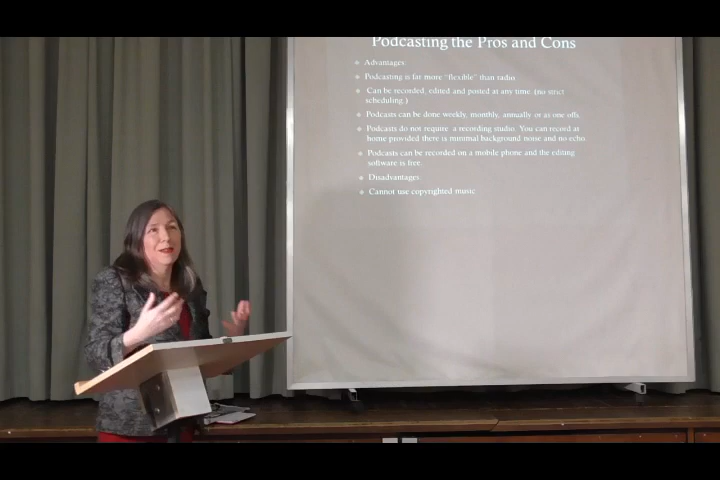 Podcasting the Pros and Cons
Advantages
Podcasting is far more "flexible" than radio
Can be recorded, edited and posted at any time. (no strict
scheduling.)
Podcasts can be done weekly, monthly, annually or as one offs.
Podcasts do not require a recording studio. You can record at
home provided there is minimal background noise and no echo.
Podcasts can be recorded on a mobile phone and the editing
software is free.
Disadvantages
Cannot use copyrighted music